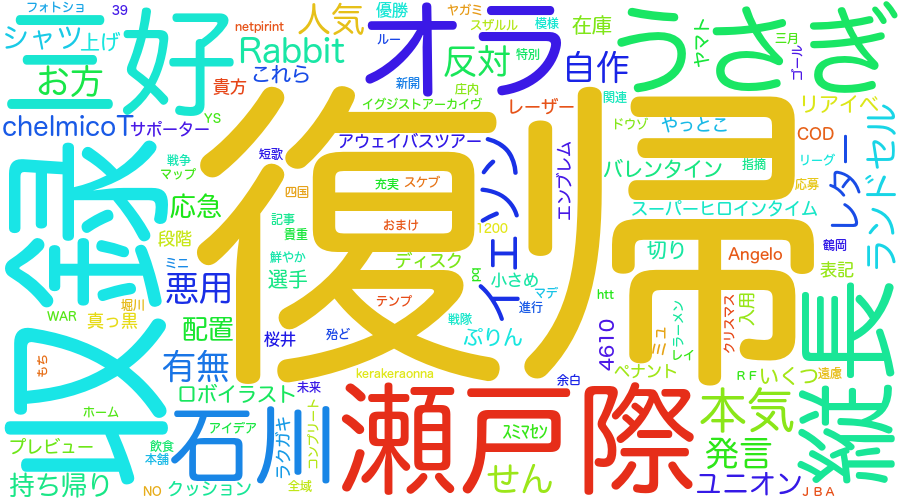 フォトショ
39
好
netpirint
人気
優勝
ヤガミ
スザルル
模様
在庫
うさぎ
ヤマト
三月
ゴール
シャツ
上げ
Rabbit
ルー
オラ
反対
特別
お方
貴方
これら
新開
庄内
自作
関連
リアイベ
三
chelmicoT
サポーター
YS
イグジストアーカイヴ
レーザー
ドウゾ
やっとこ
COD
レター
ランドセル
戦争
マップ
短歌
アウェイバスツアー
エンブレム
バレンタイン
指摘
リーグ
収録
応急
四国
充実
スケブ
復帰
イエソン
応募
段階
記事
貴重
おまけ
1200
スーパーヒロインタイム
鶴岡
ミニ
鮮やか
選手
ディスク
pq
小さめ
切り
Angelo
表記
悪用
堀川
WAR
真っ黒
テンプ
マデ
htt
クリスマス
入用
縦長
配置
桜井
殆ど
戦隊
進行
ぷりん
4610
ミュ
ラーメン
レイ
もち
有無
kerakeraonna
余白
ペナント
RF
いくつ
遠慮
ロボイラスト
未来
ホーム
石川
アイデア
ラクガキ
コンプリート
瀬戸際
本気
スミマセン
プレビュー
飲食
本舗
発言
持ち帰り
NO
クッション
全域
せん
ユニオン
JBA